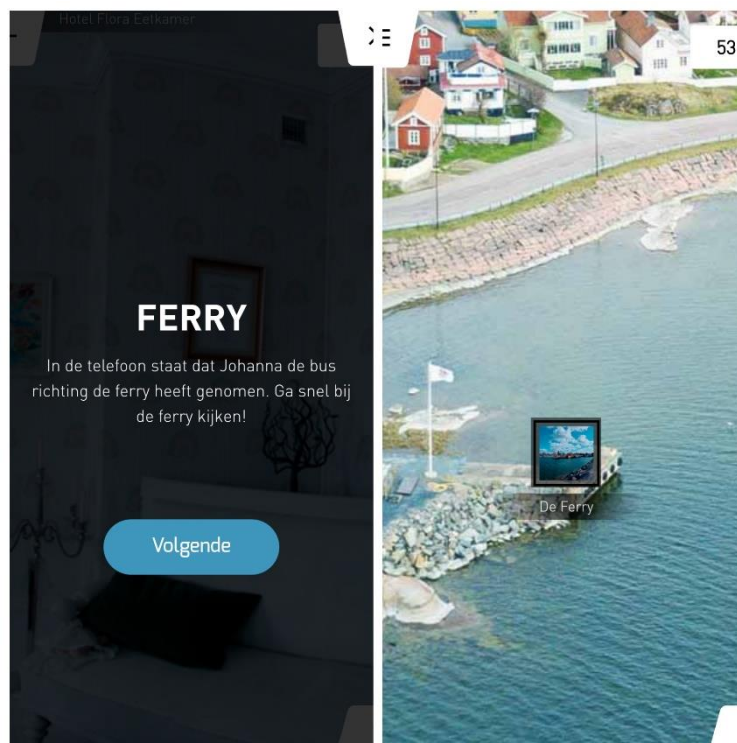 Hotel Flora Eetkamer
FERRY
In de telefoon staat dat Johanna de bus
richting de ferry heeft genomen. Ga snel bij
de ferry kijken!
Volgende
53
De Ferry